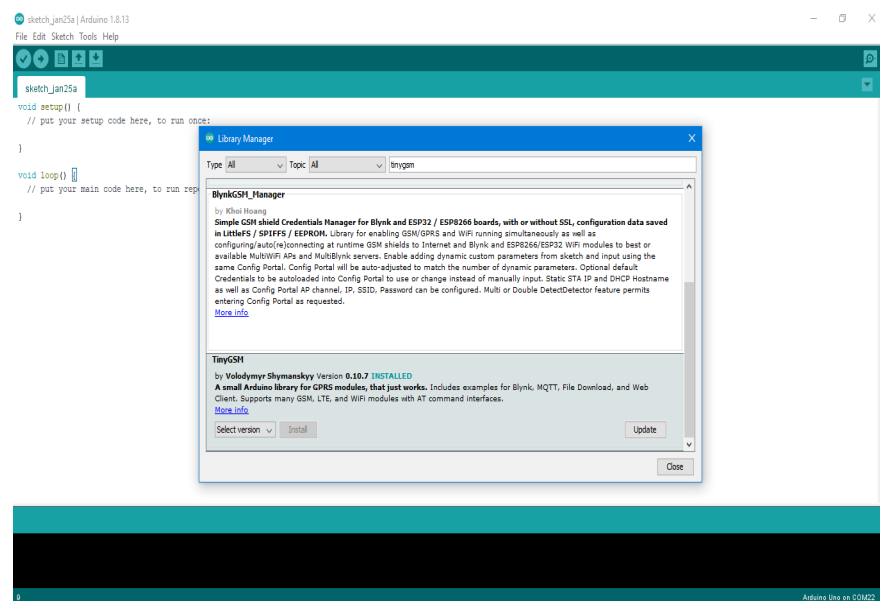 sketch_jan25a | Arduino 1.8.13
File Edit Sketch Tools Help
sketch_jan25a
void setup() {
// put your setup code here, to run once:
}
void loop() {
// put your main code here, to run rep
}
Library Manager
Type All Topic All tinygsm
BlynkGSM_Manager
by Khoi Hoang
Simple GSM shield Credentials Manager for Blynk and ESP32 / ESP8266 boards, with or without SSL, configuration data saved
in LittleFS / SPIFFS / EEPROM. Library for enabling GSM/GPRS and WiFi running simultaneously as well as
configuring/auto(re)connecting at runtime GSM shields to Internet and Blynk and ESP8266/ESP32 WiFi modules to best or
available MultiWiFi APs and MultiBlynk servers. Enable adding dynamic custom parameters from sketch and input using the
same Config Portal. Config Portal will be auto-adjusted to match the number of dynamic parameters. Optional default
Credentials to be autoloaded into Config Portal to use or change instead of manually input. Static STA IP and DHCP Hostname
as well as Config Portal AP channel, IP, SSID, Password can be configured. Multi or Double DetectDetector feature permits
entering Config Portal as requested.
More info
TinyGSM
by Volodymyr Shymanskyy Version 0.10.7 INSTALLED
A small Arduino library for GPRS modules, that just works. Includes examples for Blynk, MQTT, File Download, and Web
Client. Supports many GSM, LTE, and WiFi modules with AT command interfaces.
More info
Select version Install Update
Close
9 Arduino Uno on COM22